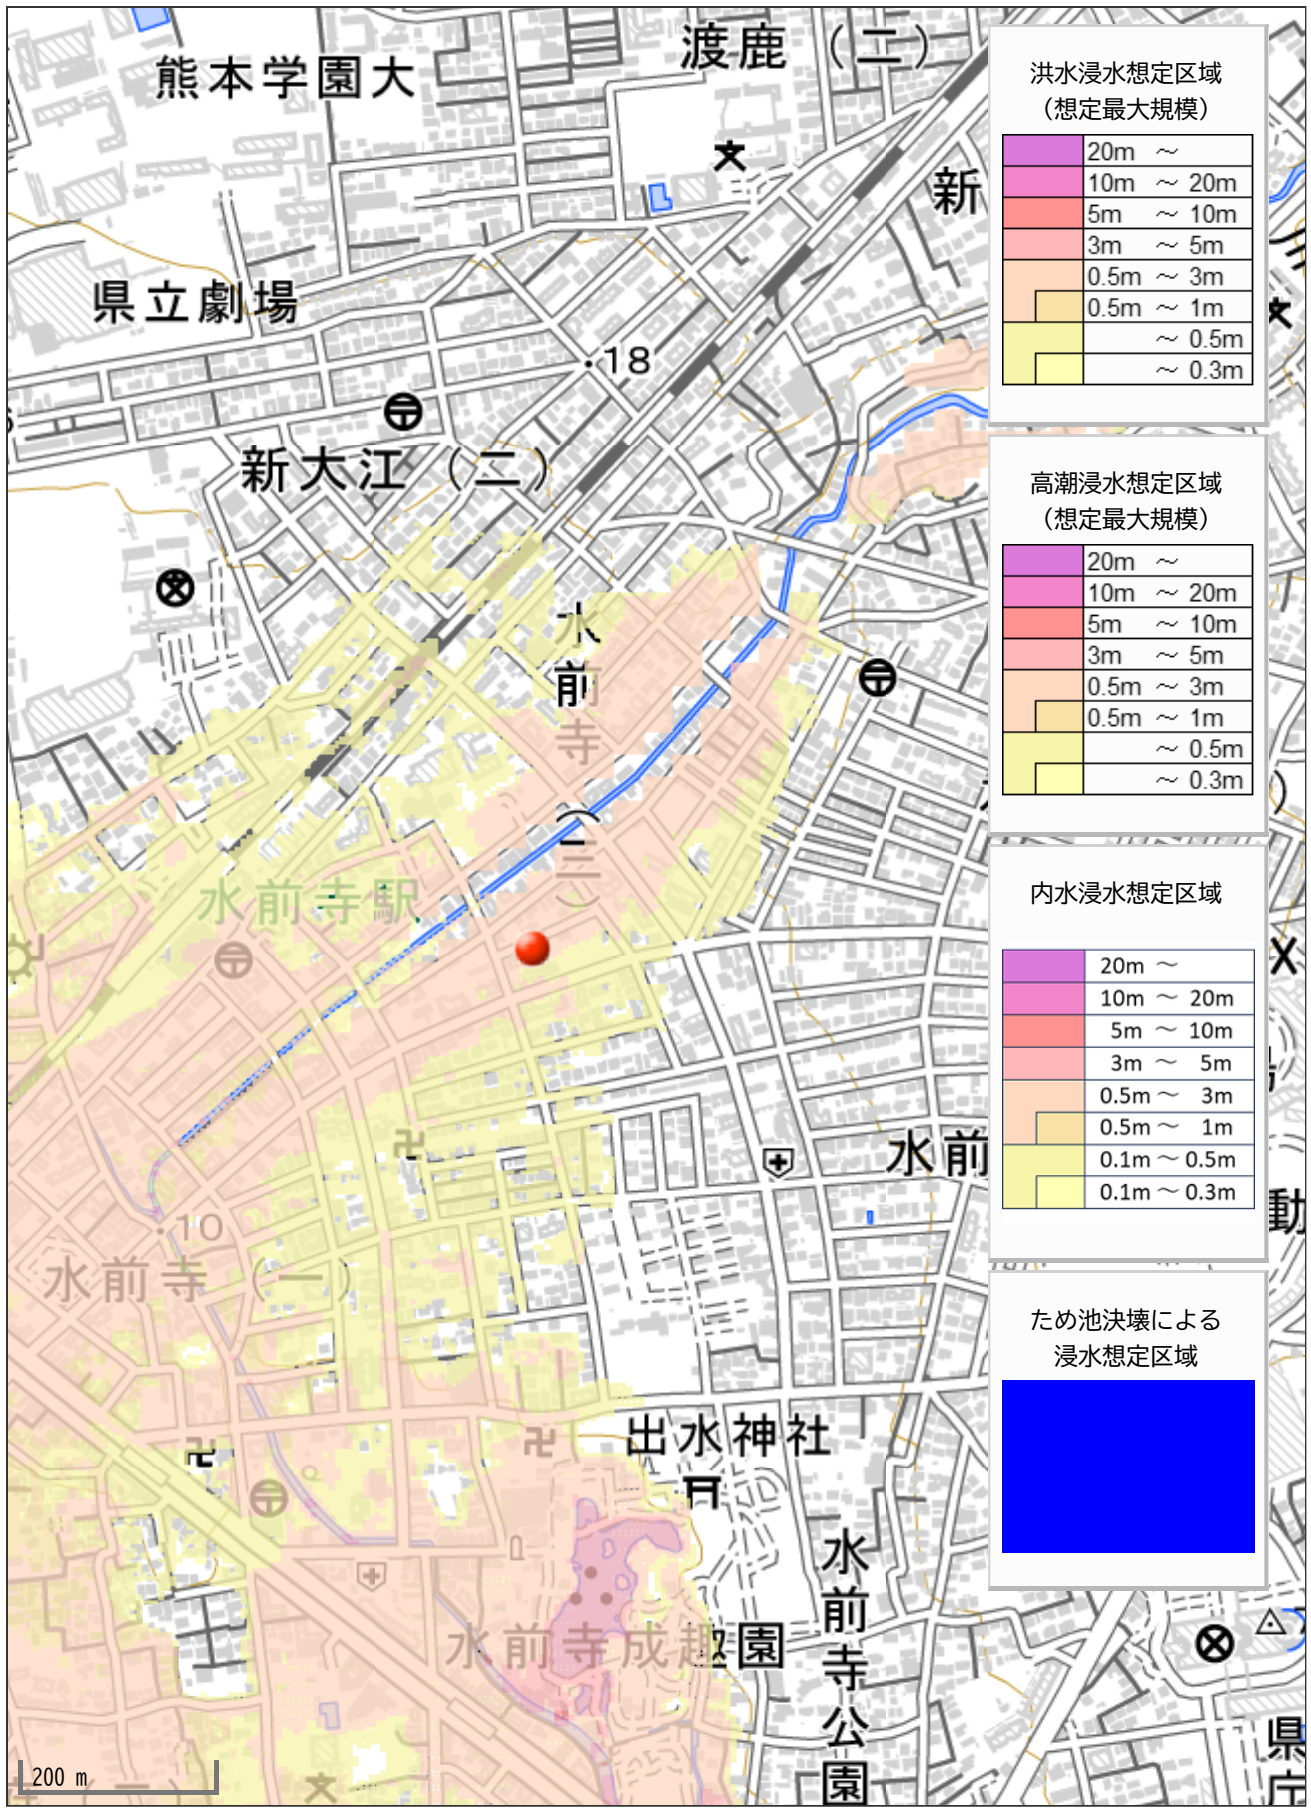 熊本学園大
渡鹿（二）
新
県立劇場
18
新大江（二）
水前寺（三）
水前寺駅
10
水前寺（一）
水前
出水神社
水前寺成趣園
水前寺公園
動
県庁
200 m
洪水浸水想定区域
（想定最大規模）
20m ～
10m ～ 20m
5m ～ 10m
3m ～ 5m
0.5m ～ 3m
0.5m ～ 1m
～ 0.5m
～ 0.3m
高潮浸水想定区域
（想定最大規模）
20m ～
10m ～ 20m
5m ～ 10m
3m ～ 5m
0.5m ～ 3m
0.5m ～ 1m
～ 0.5m
～ 0.3m
内水浸水想定区域
20m ～
10m ～ 20m
5m ～ 10m
3m ～ 5m
0.5m ～ 3m
0.5m ～ 1m
0.1m ～ 0.5m
0.1m ～ 0.3m
ため池決壊による
浸水想定区域